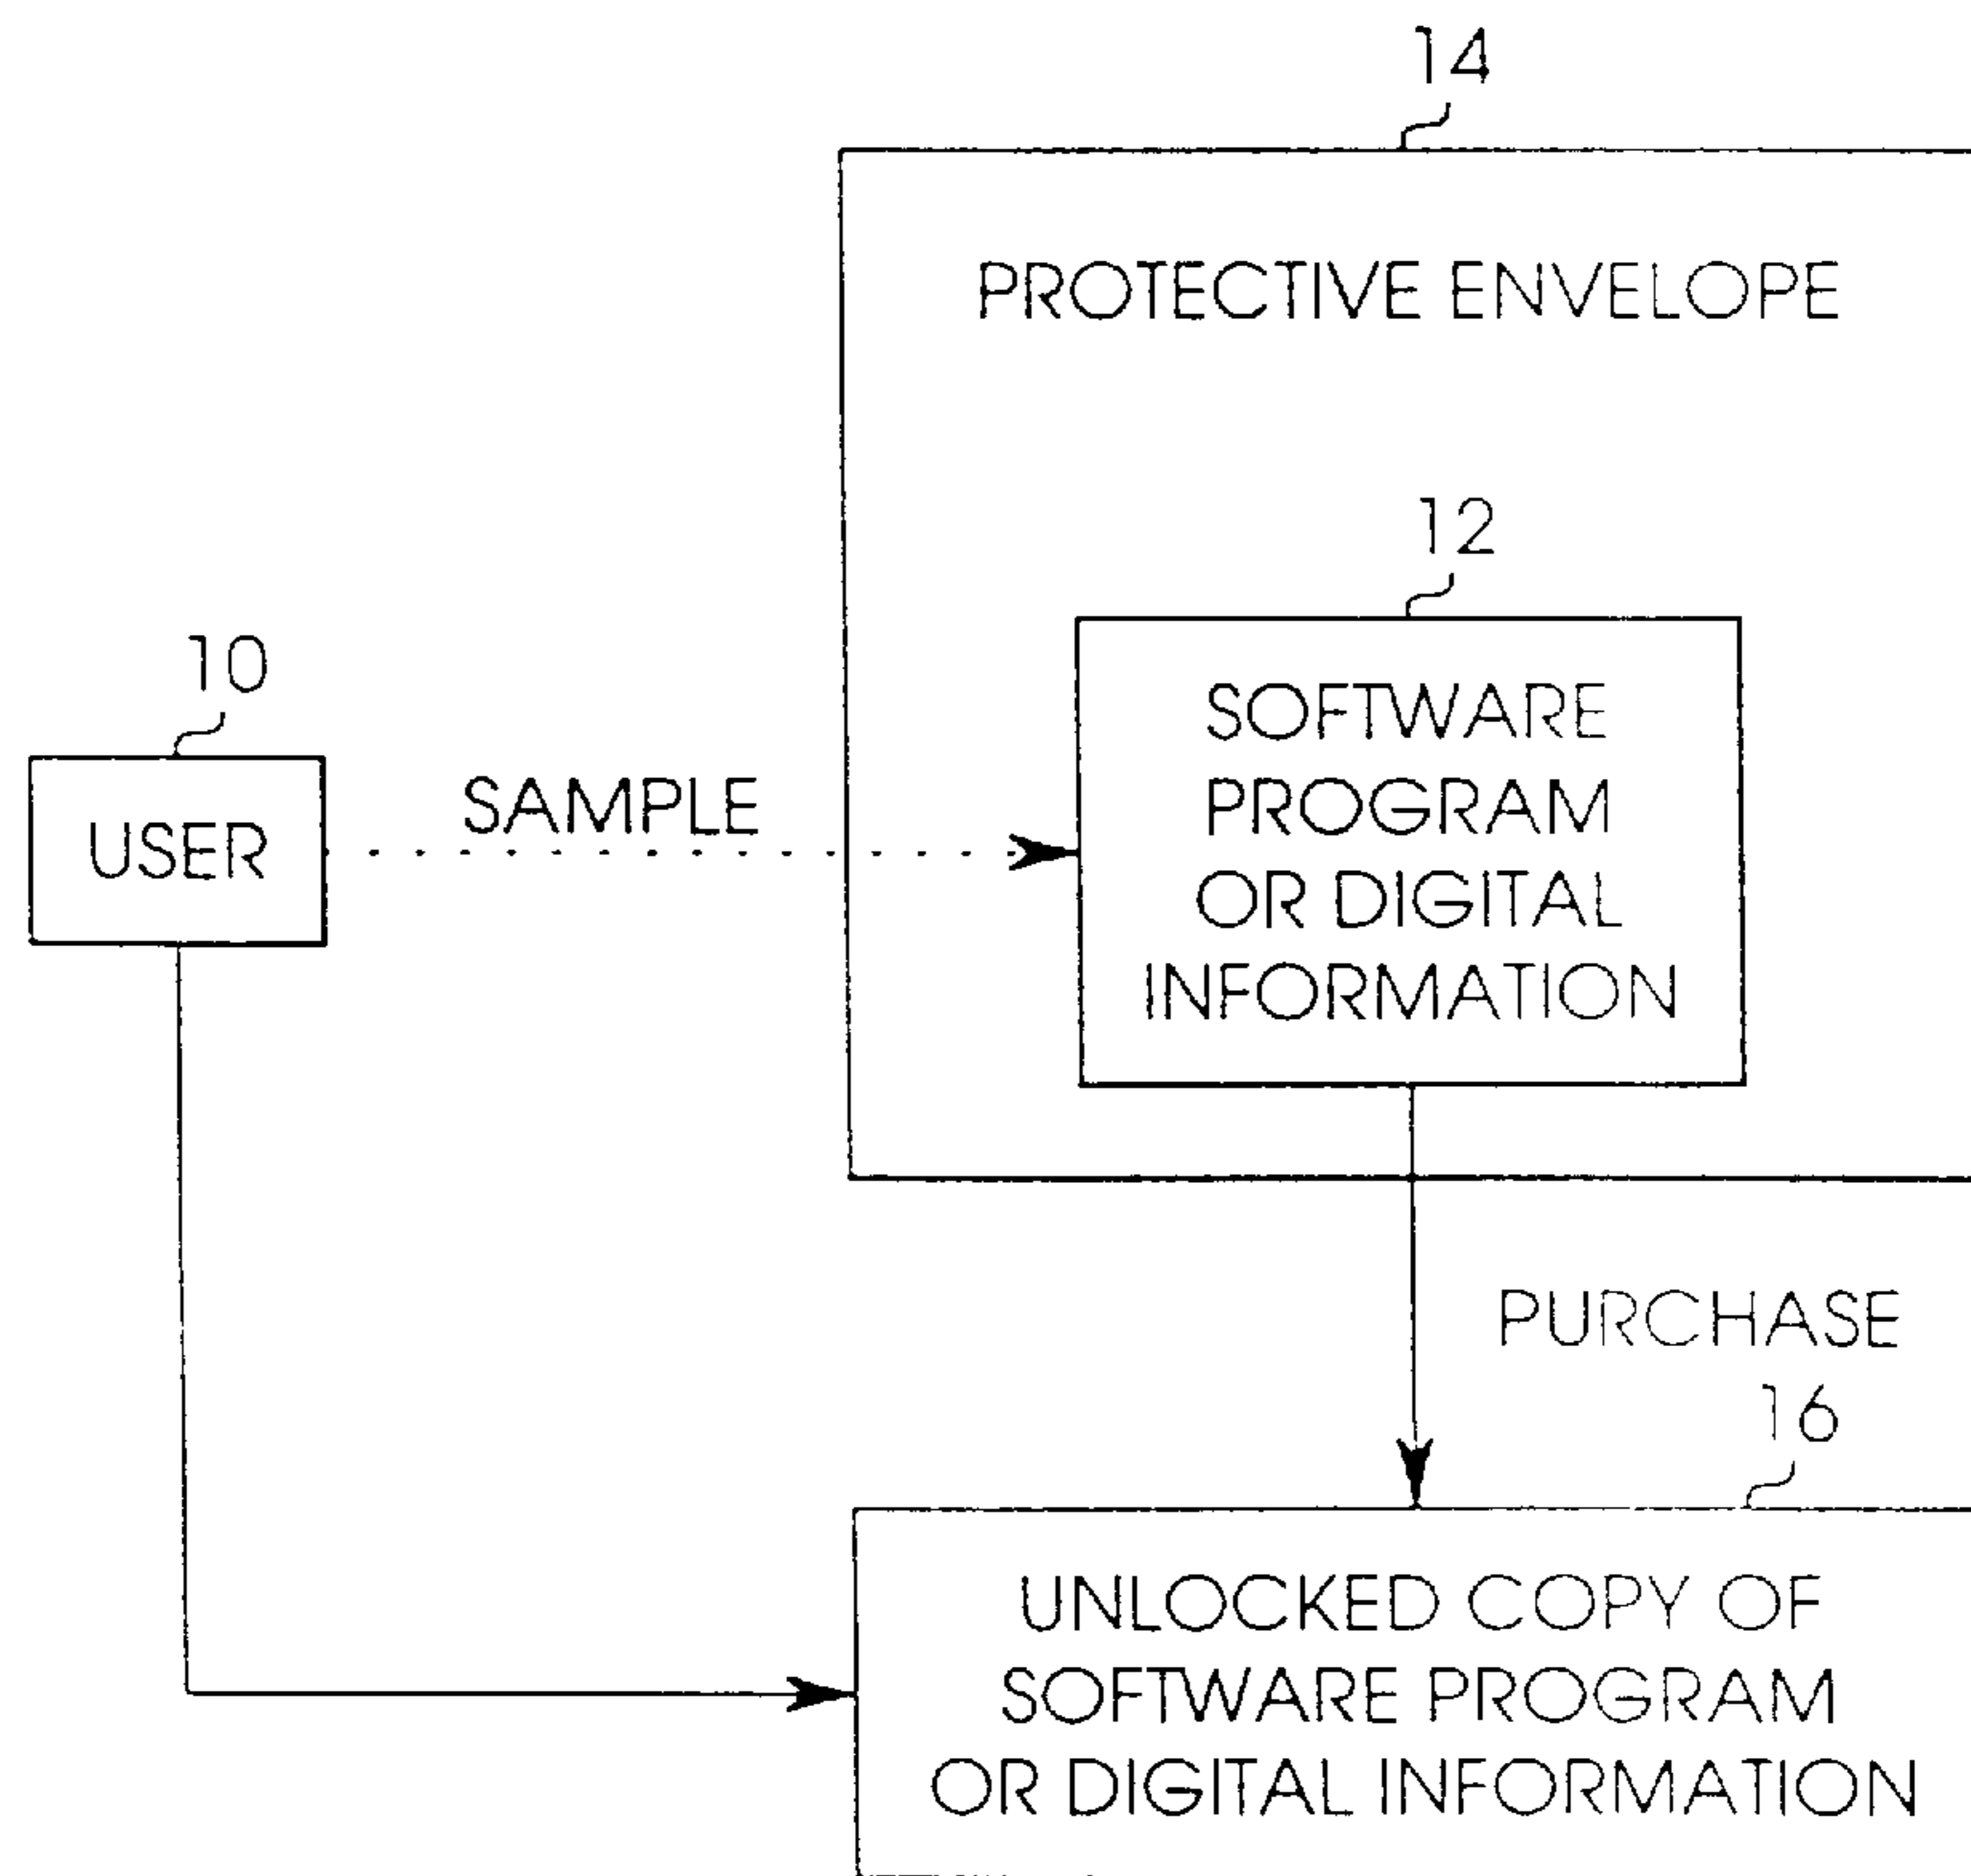 14
PROTECTIVE ENVELOPE
12
10
SOFTWARE
PROGRAM
OR DIGITAL
INFORMATION
USER
SAMPLE
PURCHASE
16
UNLOCKED COPY OF
SOFTWARE PROGRAM
OR DIGITAL INFORMATION